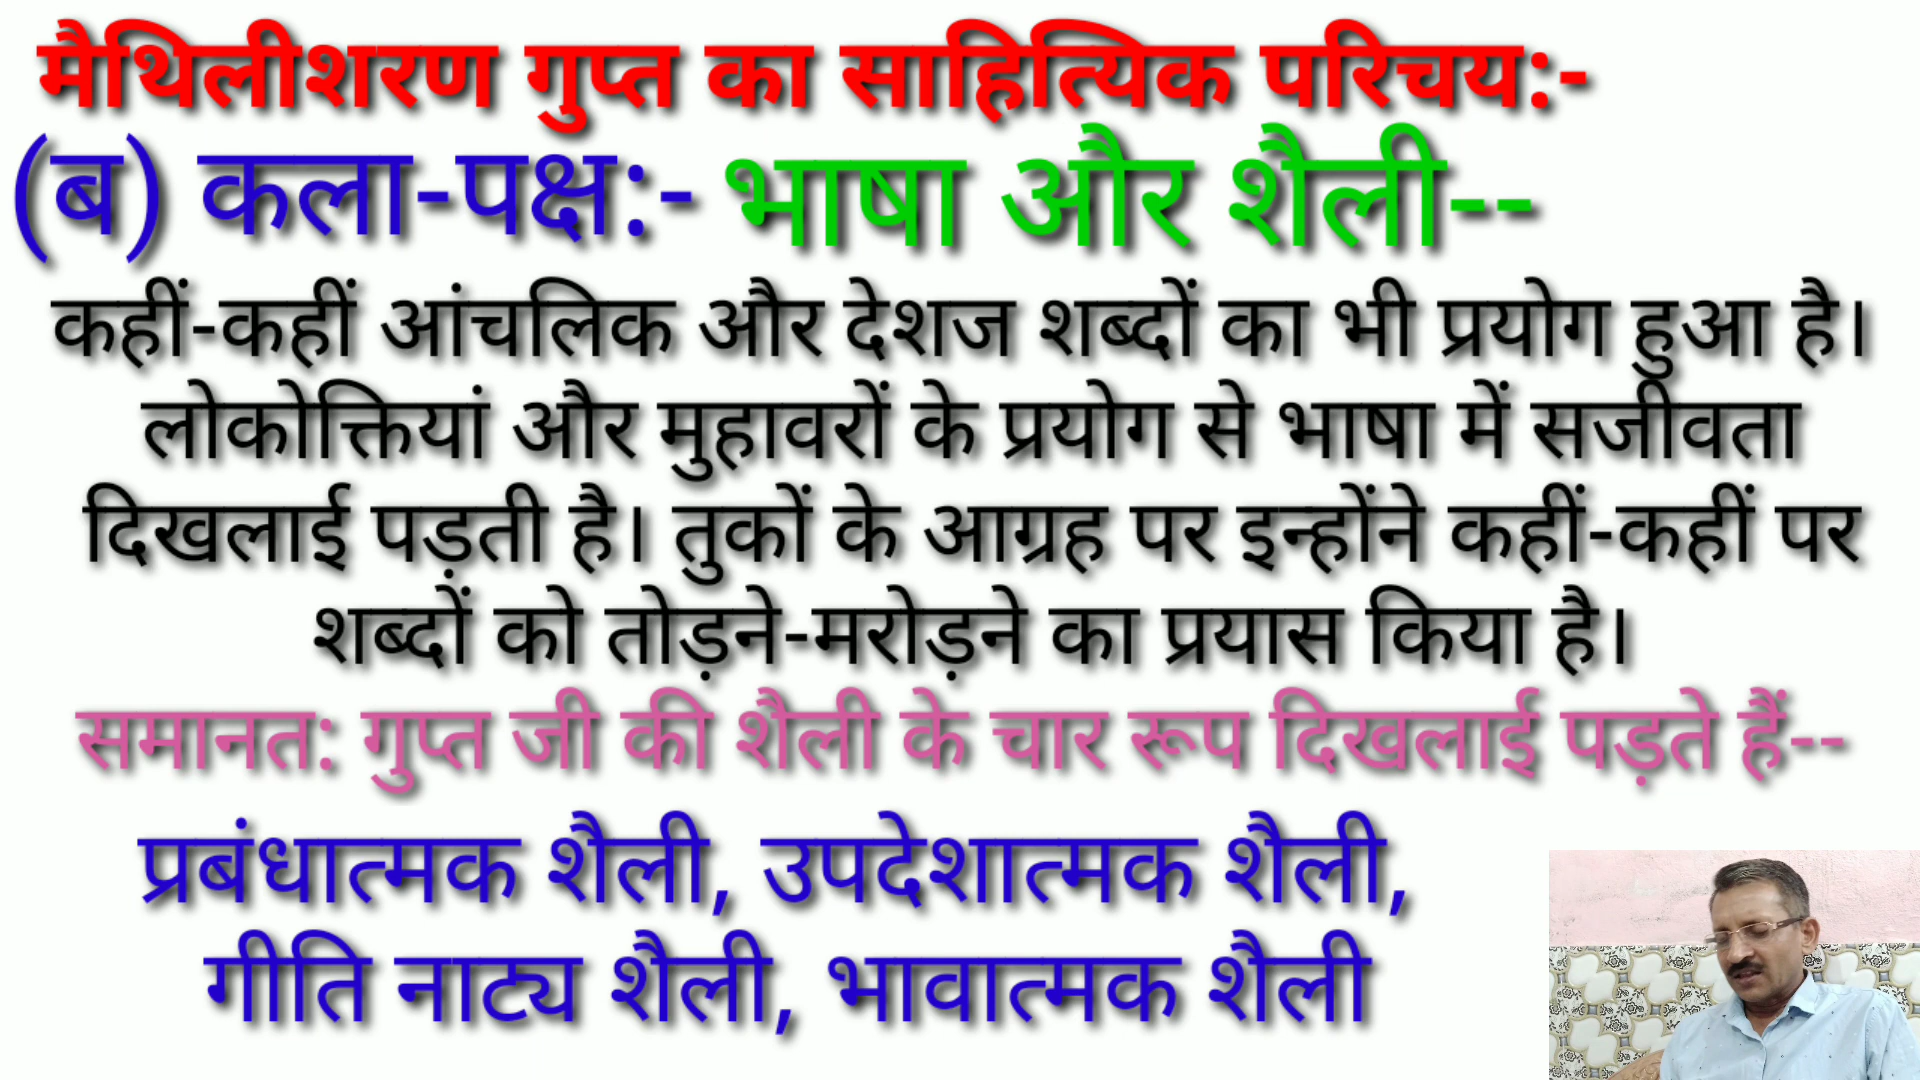 मैथिलीशरण गुप्त का साहित्यिक परिचय:-
(ब) कला-पक्ष:- भाषा और शैली--
कहीं-कहीं आंचलिक और देशज शब्दों का भी प्रयोग हुआ है।
लोकोक्तियां और मुहावरों के प्रयोग से भाषा में सजीवता
दिखलाई पड़ती है। तुकों के आग्रह पर इन्होंने कहीं-कहीं पर
शब्दों को तोड़ने-मरोड़ने का प्रयास किया है।
समानत: गुप्त जी की शैली के चार रूप दिखलाई पड़ते हैं--
प्रबंधात्मक शैली, उपदेशात्मक शैली,
गीति नाट्य शैली, भावात्मक शैली